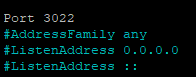 Port 3022
#AddressFamily any
#ListenAddress 0.0.0.0
#ListenAddress ::